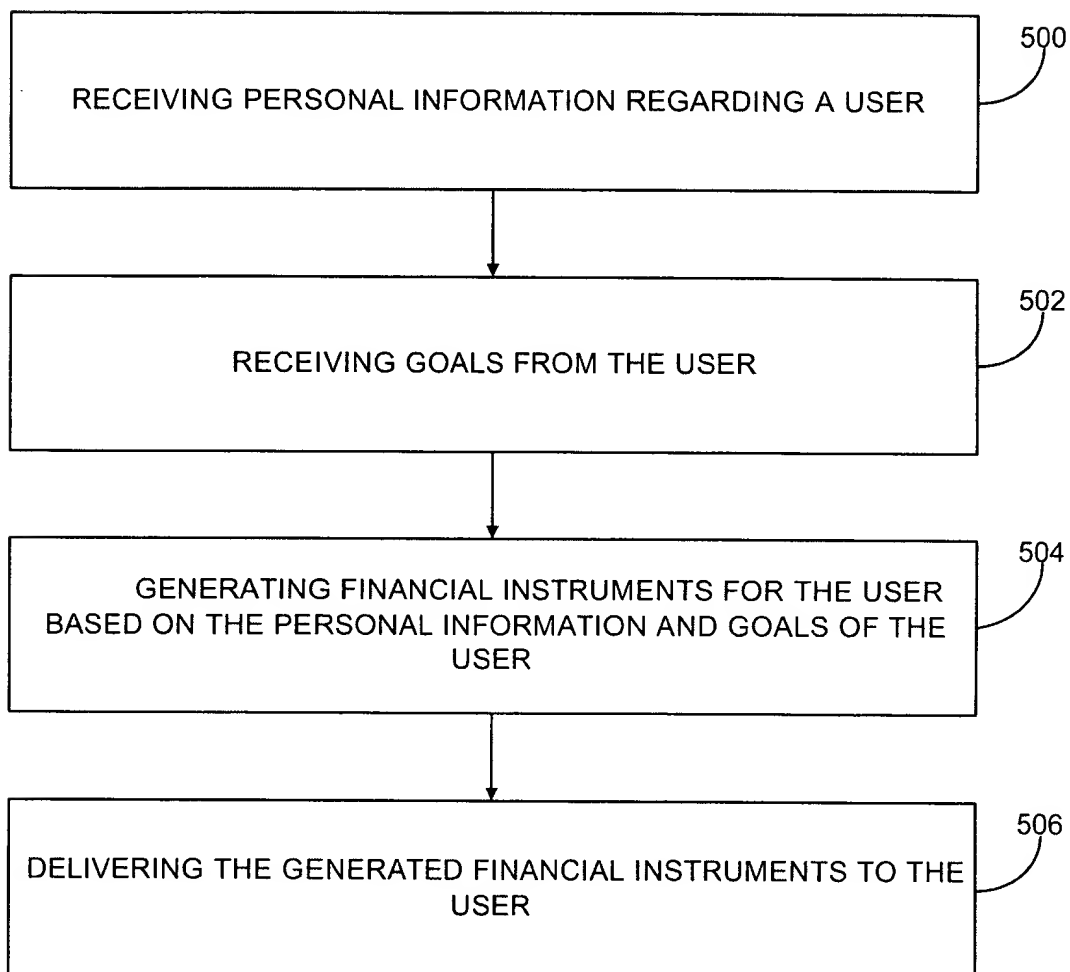 500
RECEIVING PERSONAL INFORMATION REGARDING A USER
502
RECEIVING GOALS FROM THE USER
504
GENERATING FINANCIAL INSTRUMENTS FOR THE USER
BASED ON THE PERSONAL INFORMATION AND GOALS OF THE
USER
506
DELIVERING THE GENERATED FINANCIAL INSTRUMENTS TO THE
USER